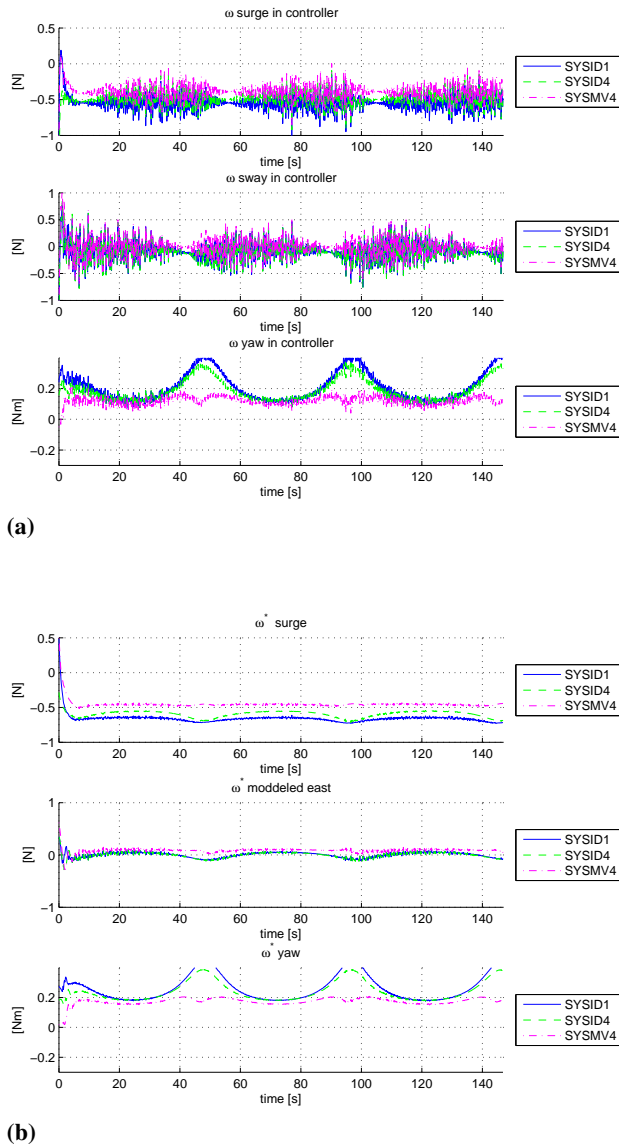 ω surge in controller
0.5
0
−0.5
−1
[N]
0 20 40 60 80 100 120 140
time [s]
SYSID1
SYSID4
SYSMV4
ω sway in controller
1
0.5
0
−0.5
−1
[N]
0 20 40 60 80 100 120 140
time [s]
SYSID1
SYSID4
SYSMV4
ω yaw in controller
0.2
0
−0.2
[Nm]
0 20 40 60 80 100 120 140
time [s]
SYSID1
SYSID4
SYSMV4
(a)
ω* surge
0.5
0
−0.5
−1
[N]
0 20 40 60 80 100 120 140
time [s]
SYSID1
SYSID4
SYSMV4
ω* moddeled east
1
0
−1
[N]
0 20 40 60 80 100 120 140
time [s]
SYSID1
SYSID4
SYSMV4
ω* yaw
0.2
0
−0.2
[Nm]
0 20 40 60 80 100 120 140
time [s]
SYSID1
SYSID4
SYSMV4
(b)